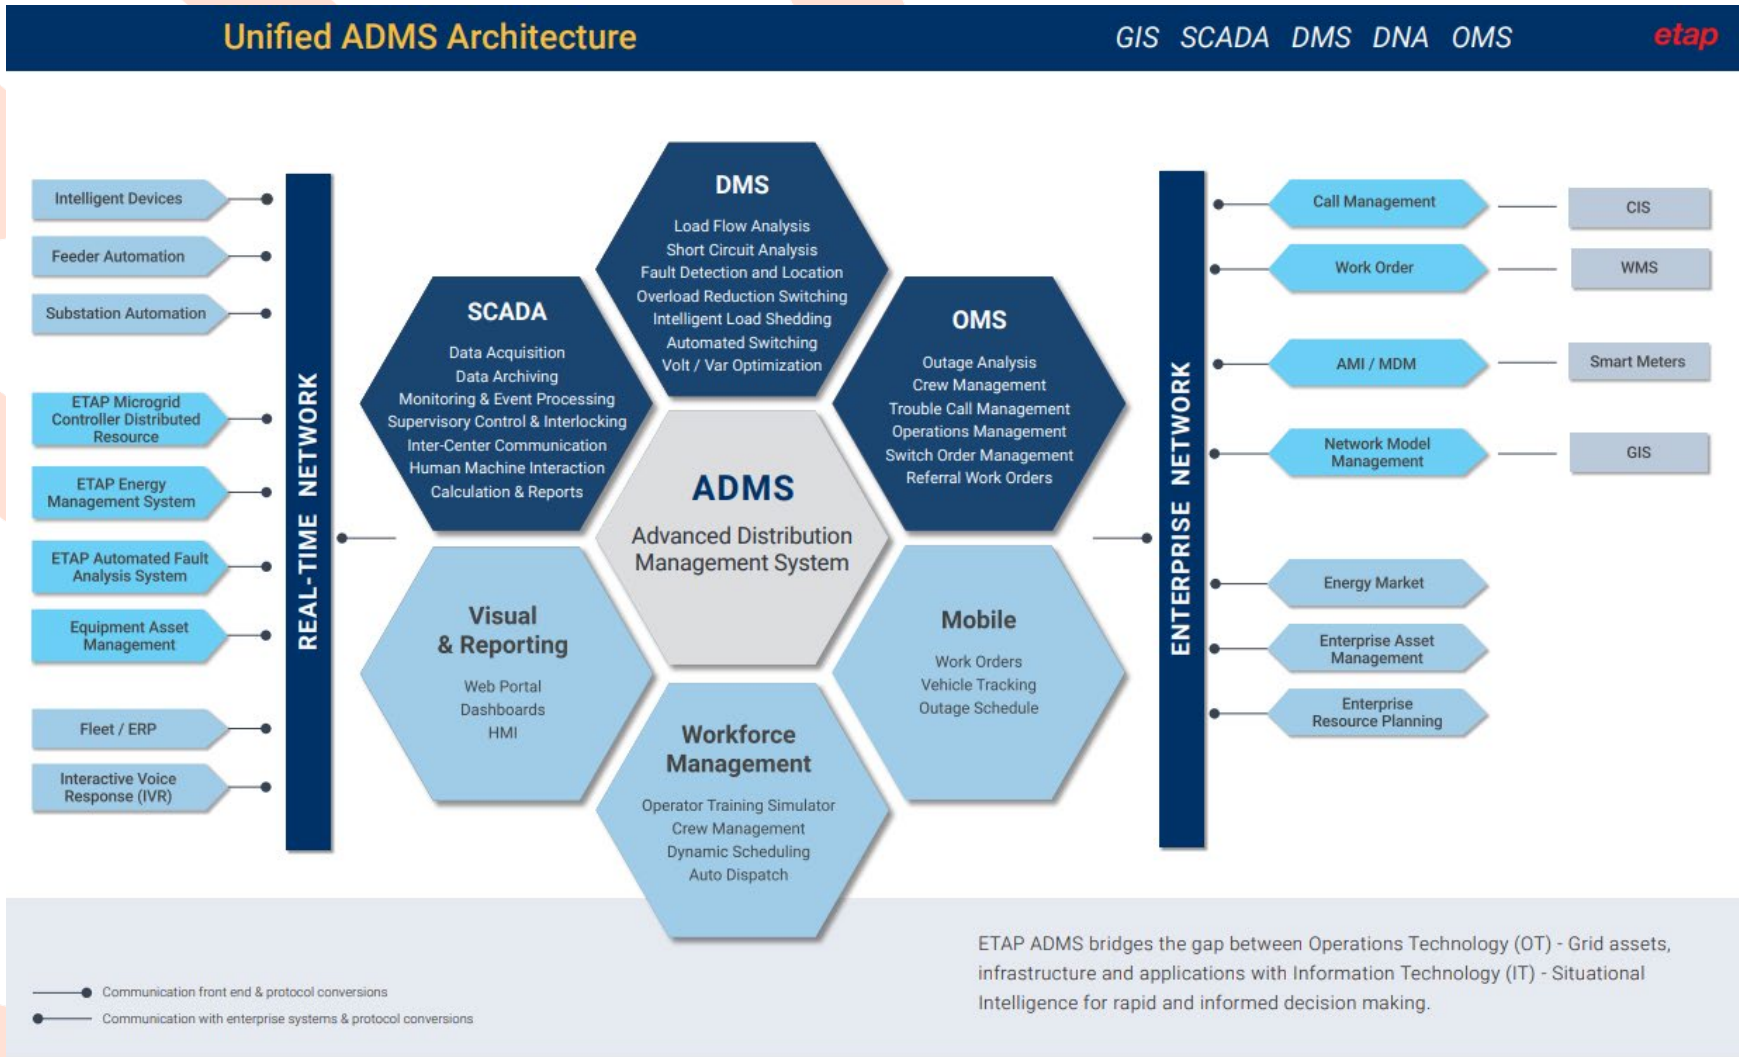 Unified ADMS Architecture
GIS SCADA DMS DNA OMS
etap
Intelligent Devices
Feeder Automation
Substation Automation
ETAP Microgrid
Controller Distributed
Resource
ETAP Energy
Management System
ETAP Automated Fault
Analysis System
Equipment Asset
Management
Fleet / ERP
Interactive Voice
Response (IVR)
REAL-TIME NETWORK
SCADA
Data Acquisition
Data Archiving
Monitoring & Event Processing
Supervisory Control & Interlocking
Inter-Center Communication
Human Machine Interaction
Calculation & Reports
DMS
Load Flow Analysis
Short Circuit Analysis
Fault Detection and Location
Overload Reduction Switching
Intelligent Load Shedding
Automated Switching
Volt / Var Optimization
OMS
Outage Analysis
Crew Management
Trouble Call Management
Operations Management
Switch Order Management
Referral Work Orders
ADMS
Advanced Distribution
Management System
Visual
& Reporting
Web Portal
Dashboards
HMI
Workforce
Management
Operator Training Simulator
Crew Management
Dynamic Scheduling
Auto Dispatch
Mobile
Work Orders
Vehicle Tracking
Outage Schedule
ENTERPRISE NETWORK
Call Management
CIS
Work Order
WMS
AMI / MDM
Smart Meters
Network Model
Management
GIS
Energy Market
Enterprise Asset
Management
Enterprise
Resource Planning
Communication front end & protocol conversions
Communication with enterprise systems & protocol conversions
ETAP ADMS bridges the gap between Operations Technology (OT) - Grid assets,
infrastructure and applications with Information Technology (IT) - Situational
Intelligence for rapid and informed decision making.